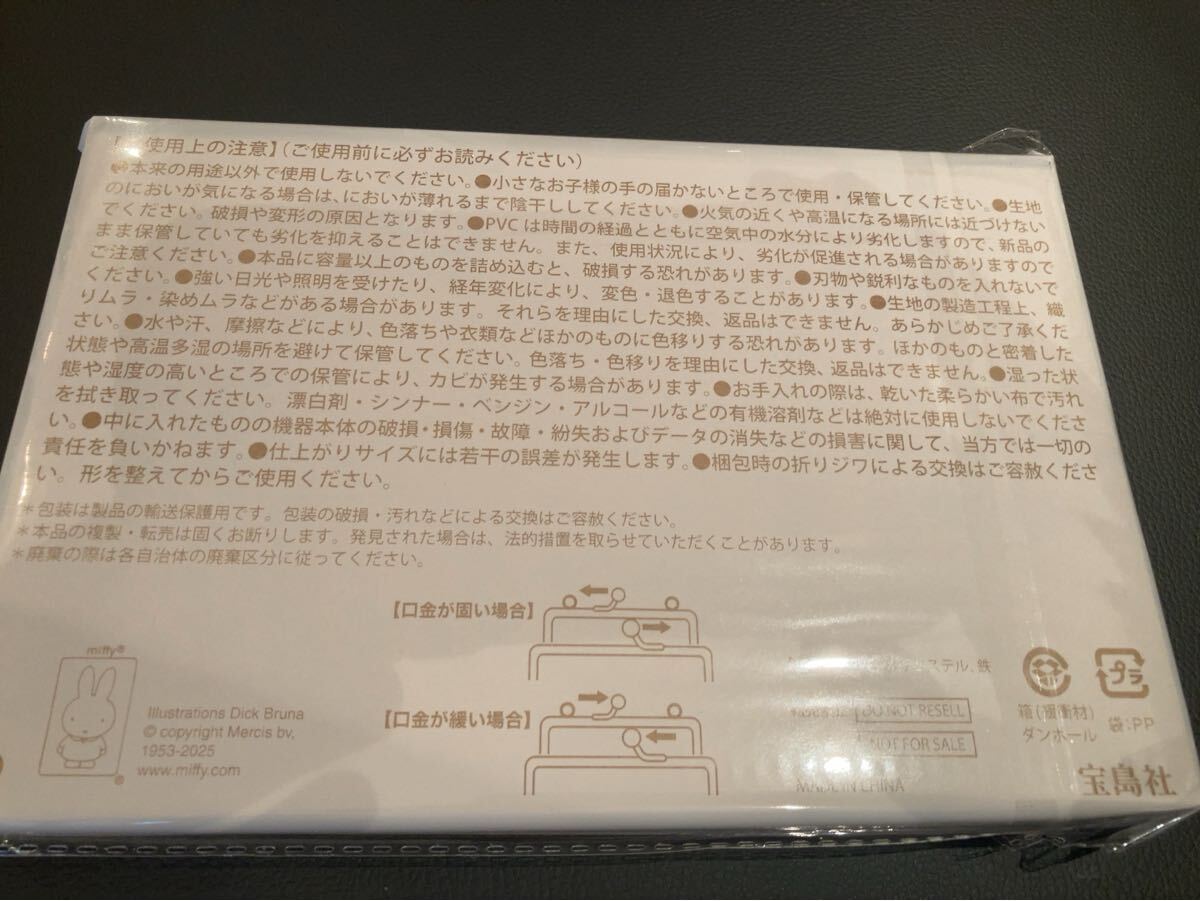 使用上の注意】(ご使用前に必ずお読みください)
●本来の用途以外で使用しないでください。●小さなお子様の手の届かないところで使用・保管してください。●生地
のにおいが気になる場合は、においが薄れるまで陰干ししてください。●火気の近くや高温になる場所には近づけない
でください。破損や変形の原因となります。●PVCは時間の経過とともに空気中の水分により劣化しますので、新品の
まま保管していても劣化を抑えることはできません。また、使用状況により、劣化が促進される場合がありますので
ご注意ください。●本品に容量以上のものを詰め込むと、破損する恐れがあります。●刃物や鋭利なものを入れないで
ください。●強い日光や照明を受けたり、経年変化により、変色・退色することがあります。●生地の製造工程上、織
りムラ・染めムラなどがある場合があります。それらを理由にした交換、返品はできません。あらかじめご了承くだ
さい。●水や汗、摩擦などにより、色落ちや衣類などほかのものに色移りする恐れがあります。ほかのものと密着した
状態や高温多湿の場所を避けて保管してください。色落ち・色移りを理由にした交換、返品はできません。●湿った状
態や湿度の高いところでの保管により、カビが発生する場合があります。●お手入れの際は、乾いた柔らかい布で汚れ
を拭き取ってください。漂白剤・シンナー・ベンジン・アルコールなどの有機溶剤などは絶対に使用しないでくださ
い。●中に入れたものの機器本体の破損・損傷・故障・紛失およびデータの消失などの損害に関して、当方では一切の
責任を負いかねます。●仕上がりサイズには若干の誤差が発生します。●梱包時の折りジワによる交換はご容赦くださ
い。形を整えてからご使用ください。
＊包装は製品の輸送保護用です。包装の破損・汚れなどによる交換はご容赦ください。
＊本品の複製・転売は固くお断りします。発見された場合は、法的措置を取らせていただくことがあります。
＊廃棄の際は各自治体の廃棄区分に従ってください。
【口金が固い場合】
【口金が緩い場合】
miffy®
Illustrations Dick Bruna
© copyright Mercis bv,
1953-2025
www.miffy.com
ステル、鉄
DO NOT RESELL
NOT FOR SALE
MADE IN CHINA
箱(緩衝材)
ダンボール
プラ
袋:PP
宝島社